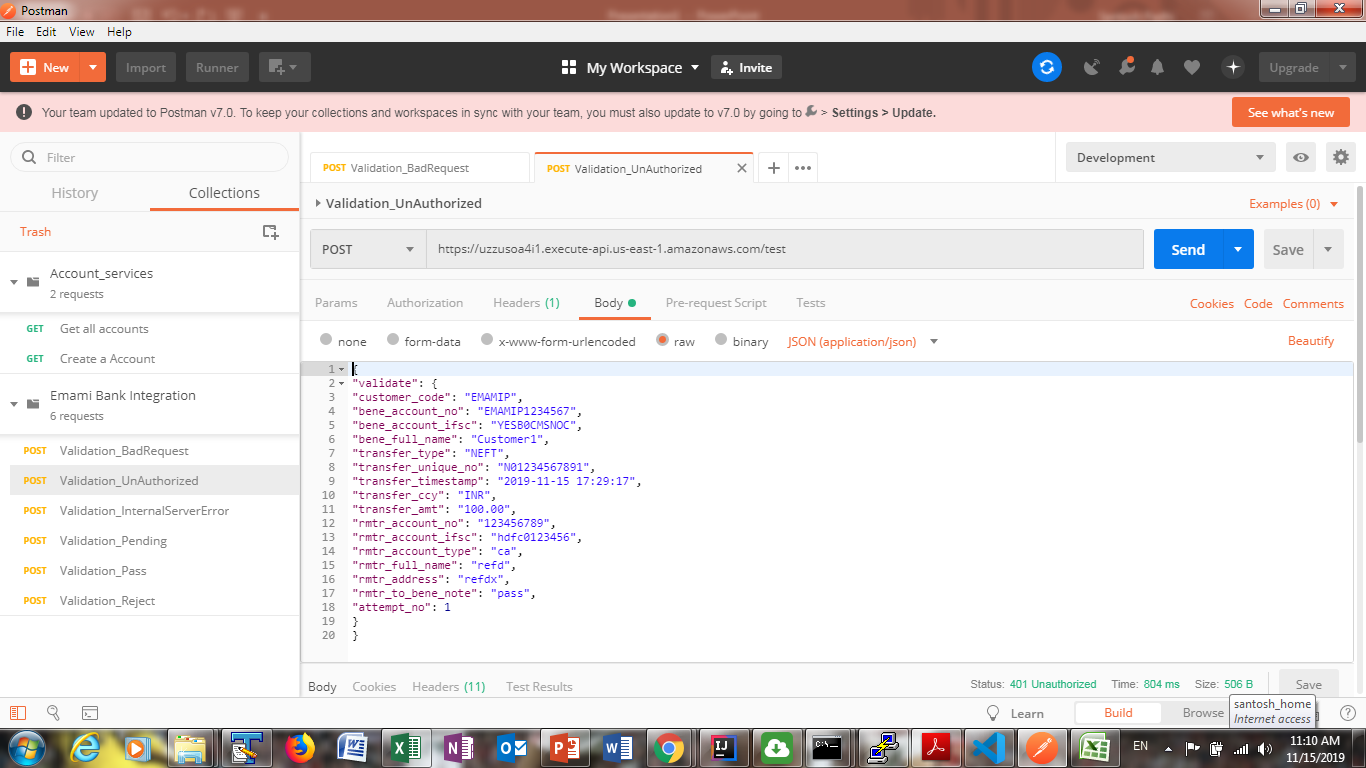 Postman
File Edit View Help
New Import Runner My Workspace Invite Upgrade
Your team updated to Postman v7.0. To keep your collections and workspaces in sync with your team, you must also update to v7.0 by going to > Settings > Update. See what's new
Filter
History Collections
Trash
Account_services
2 requests
GET Get all accounts
GET Create a Account
Emami Bank Integration
6 requests
POST Validation_BadRequest
POST Validation_UnAuthorized
POST Validation_InternalServerError
POST Validation_Pending
POST Validation_Pass
POST Validation_Reject
POST Validation_BadRequest POST Validation_UnAuthorized Development
Validation_UnAuthorized Examples (0)
POST https://uzzusoa4i1.execute-api.us-east-1.amazonaws.com/test Send Save
Params Authorization Headers (1) Body Pre-request Script Tests Cookies Code Comments
none form-data x-www-form-urlencoded raw binary JSON (application/json) Beautify
1 {
2 "validate": {
3 "customer_code": "EMAMIP",
4 "bene_account_no": "EMAMIP1234567",
5 "bene_account_ifsc": "YESB0CMSNOC",
6 "bene_full_name": "Customer1",
7 "transfer_type": "NEFT",
8 "transfer_unique_no": "N01234567891",
9 "transfer_timestamp": "2019-11-15 17:29:17",
10 "transfer_ccy": "INR",
11 "transfer_amt": "100.00",
12 "rmtr_account_no": "123456789",
13 "rmtr_account_ifsc": "hdfc0123456",
14 "rmtr_account_type": "ca",
15 "rmtr_full_name": "refd",
16 "rmtr_address": "refdx",
17 "rmtr_to_bene_note": "pass",
18 "attempt_no": 1
19 }
20 }
Body Cookies Headers (11) Test Results Status: 401 Unauthorized Time: 804 ms Size: 506 B Save
Learn Build Browse
santosh_home
Internet access
EN 11:10 AM
11/15/2019